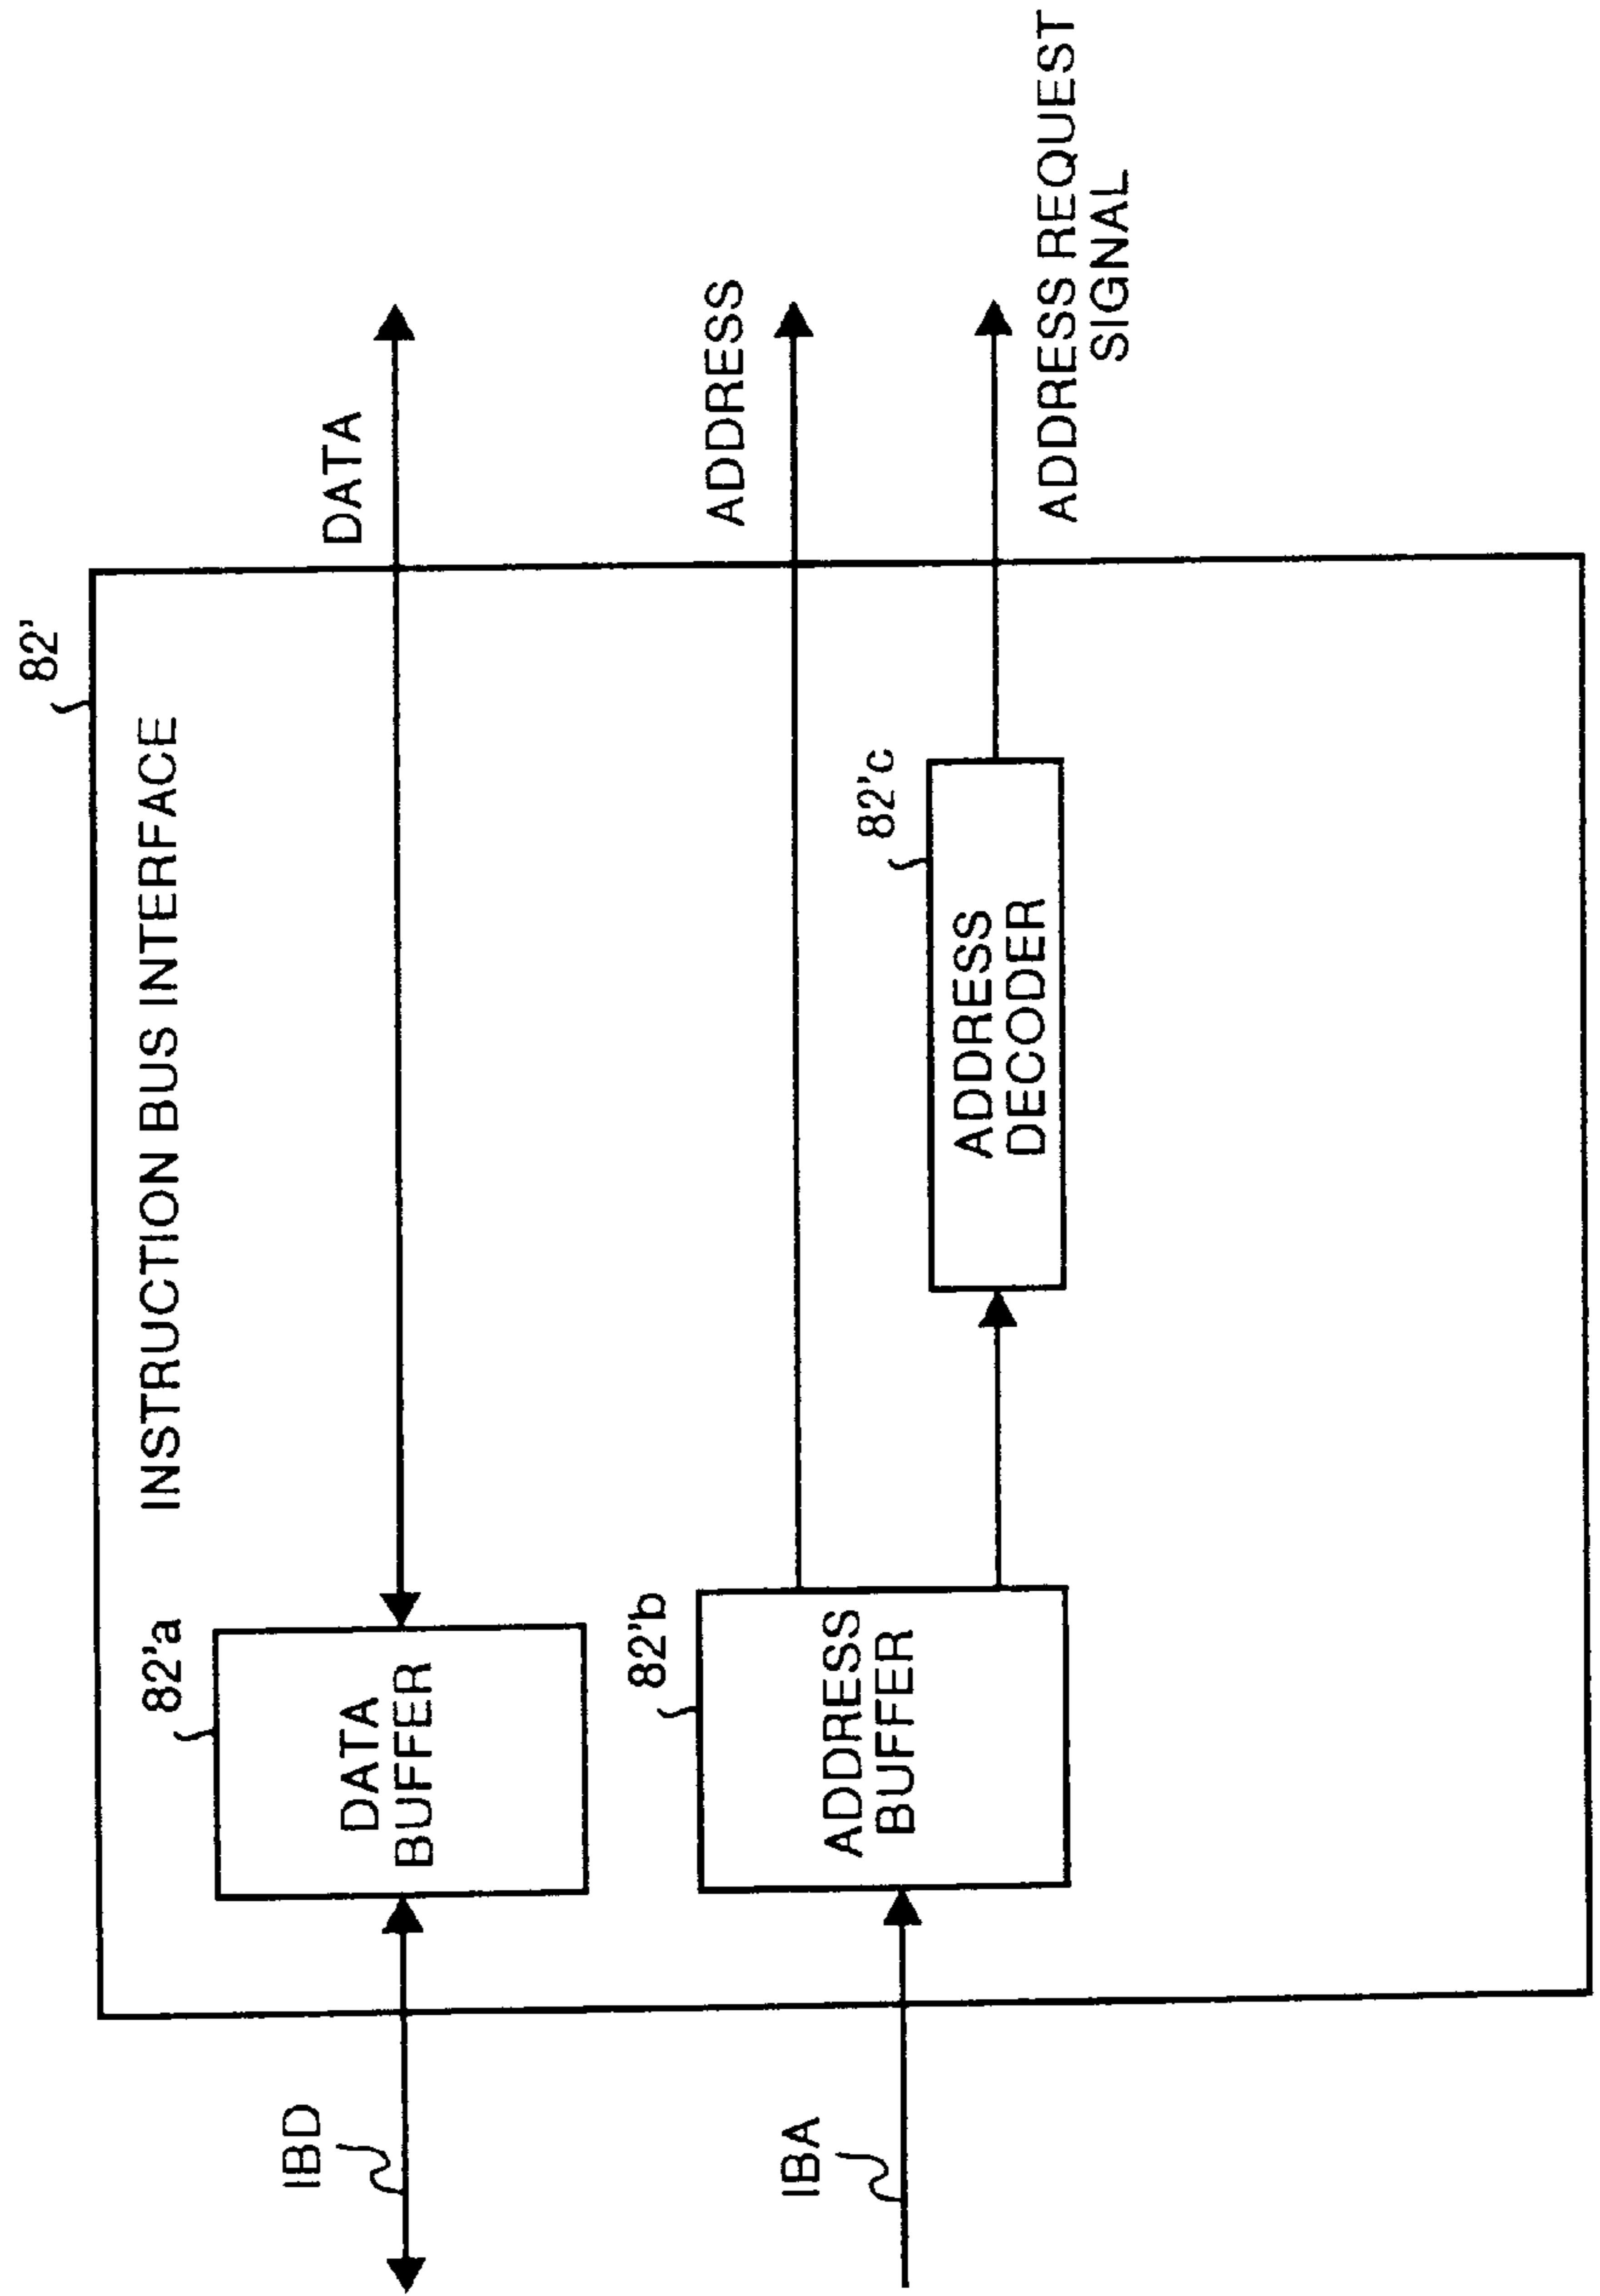 82'
INSTRUCTION BUS INTERFACE
82'a
DATA
BUFFER
IBD
DATA
82'b
ADDRESS
BUFFER
IBA
ADDRESS
82'c
ADDRESS
DECODER
ADDRESS REQUEST
SIGNAL